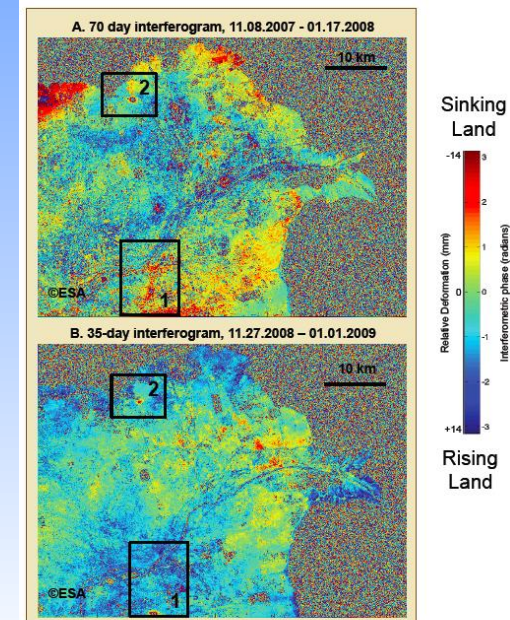 A. 70 day interferogram, 11.08.2007 - 01.17.2008
10 km
2
1
©ESA
B. 35-day interferogram, 11.27.2008 – 01.01.2009
10 km
2
1
©ESA
Sinking
Land
-14
0
+14
Relative Deformation (mm)
3
2
1
0
-1
-2
-3
Interferometric phase (radians)
Rising
Land